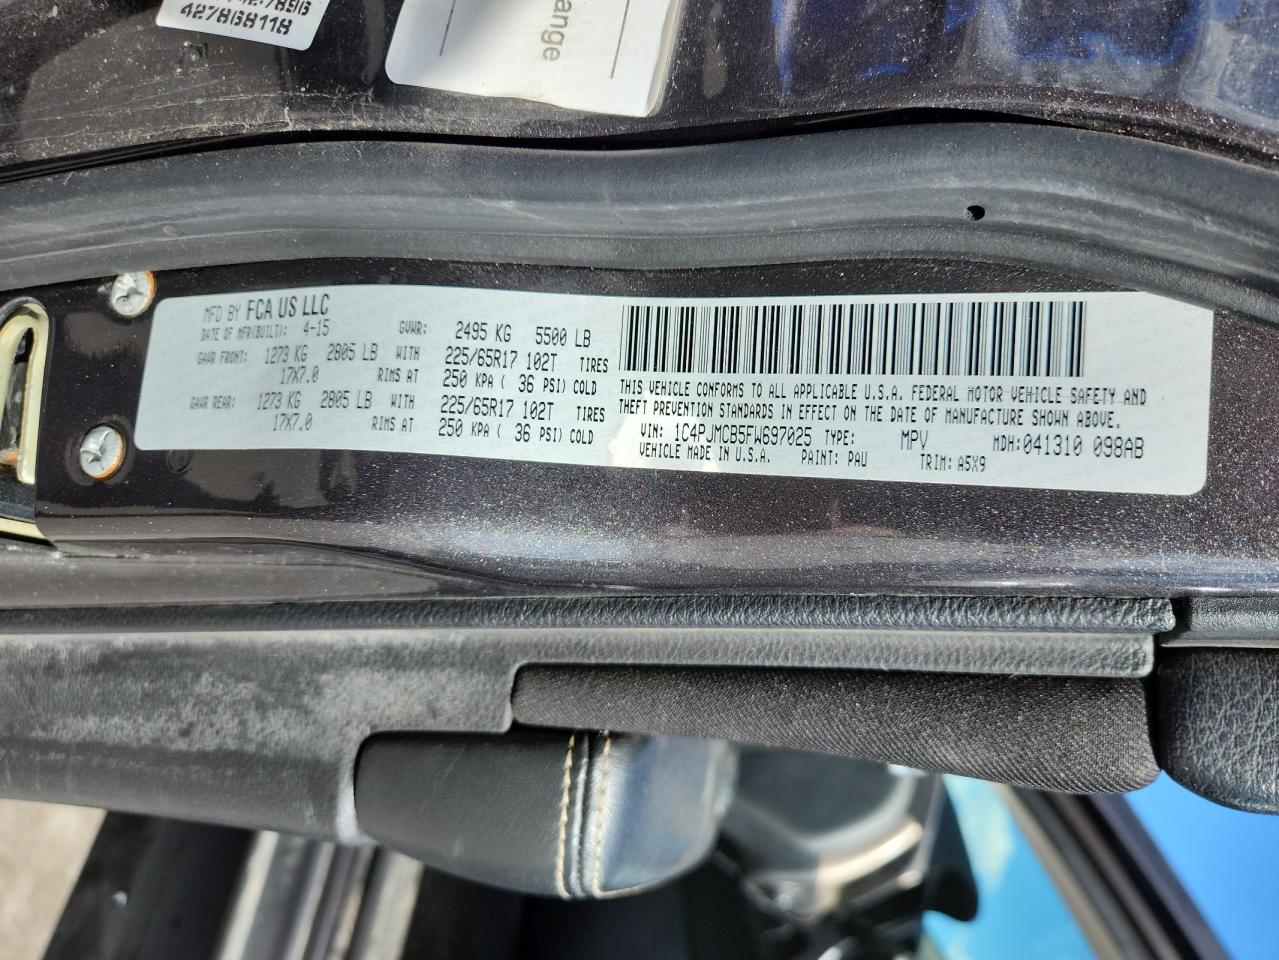 427868118
ange
MFD BY FCA US LLC
DATE OF MFR(BUILT): 4-15 GVWR: 2495 KG 5500 LB
GAWR FRONT: 1273 KG 2805 LB WITH 225/65R17 102T TIRES
17X7.0 RIMS AT 250 KPA ( 36 PSI) COLD
GAWR REAR: 1273 KG 2805 LB WITH 225/65R17 102T TIRES
17X7.0 RIMS AT 250 KPA ( 36 PSI) COLD
THIS VEHICLE CONFORMS TO ALL APPLICABLE U.S.A. FEDERAL MOTOR VEHICLE SAFETY AND
THEFT PREVENTION STANDARDS IN EFFECT ON THE DATE OF MANUFACTURE SHOWN ABOVE.
VIN: 1C4PJMCB5FW697025 TYPE: MPV MDH:041310 098AB
VEHICLE MADE IN U.S.A. PAINT: PAU TRIM: A5X9